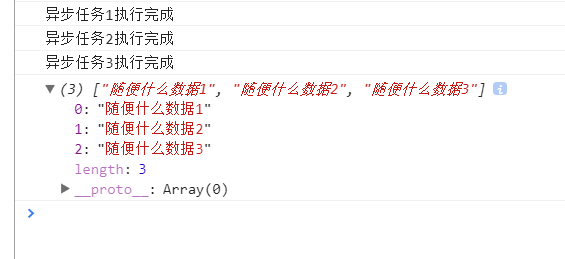 异步任务1执行完成
异步任务2执行完成
异步任务3执行完成
▼(3) ["随便什么数据1", "随便什么数据2", "随便什么数据3"] i
0: "随便什么数据1"
1: "随便什么数据2"
2: "随便什么数据3"
length: 3
▶__proto__: Array(0)
>